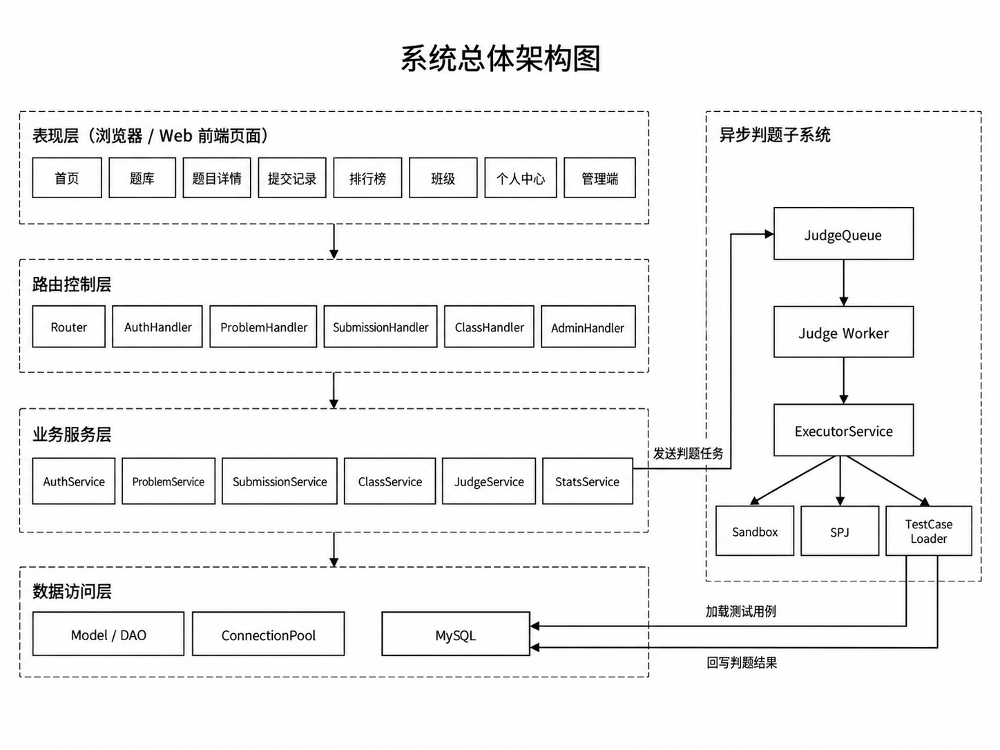 系统总体架构图
表现层（浏览器 / Web 前端页面）
首页
题库
题目详情
提交记录
排行榜
班级
个人中心
管理端
路由控制层
Router
AuthHandler
ProblemHandler
SubmissionHandler
ClassHandler
AdminHandler
业务服务层
AuthService
ProblemService
SubmissionService
ClassService
JudgeService
StatsService
发送判题任务
数据访问层
Model / DAO
ConnectionPool
MySQL
异步判题子系统
JudgeQueue
Judge Worker
ExecutorService
Sandbox
SPJ
TestCase
Loader
加载测试用例
回写判题结果